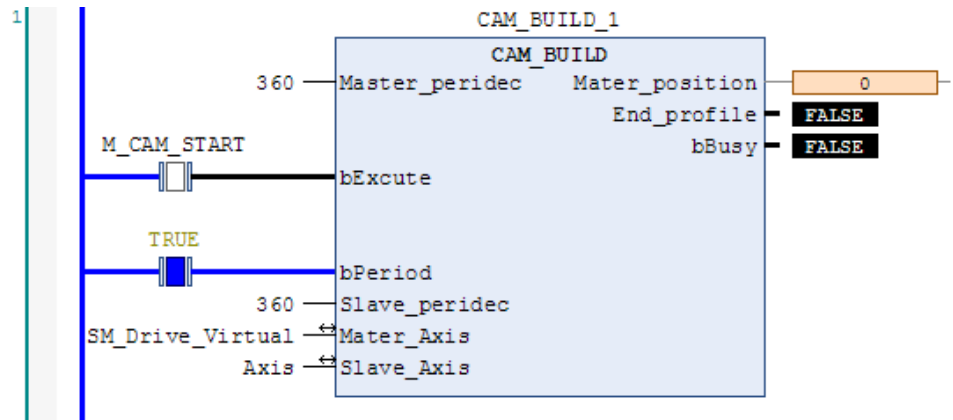 1
CAM_BUILD_1
CAM_BUILD
360 Master_peridec Mater_position 0
End_profile FALSE
M_CAM_START bBusy FALSE
bExcute
TRUE
bPeriod
360 Slave_peridec
SM_Drive_Virtual Mater_Axis
Axis Slave_Axis